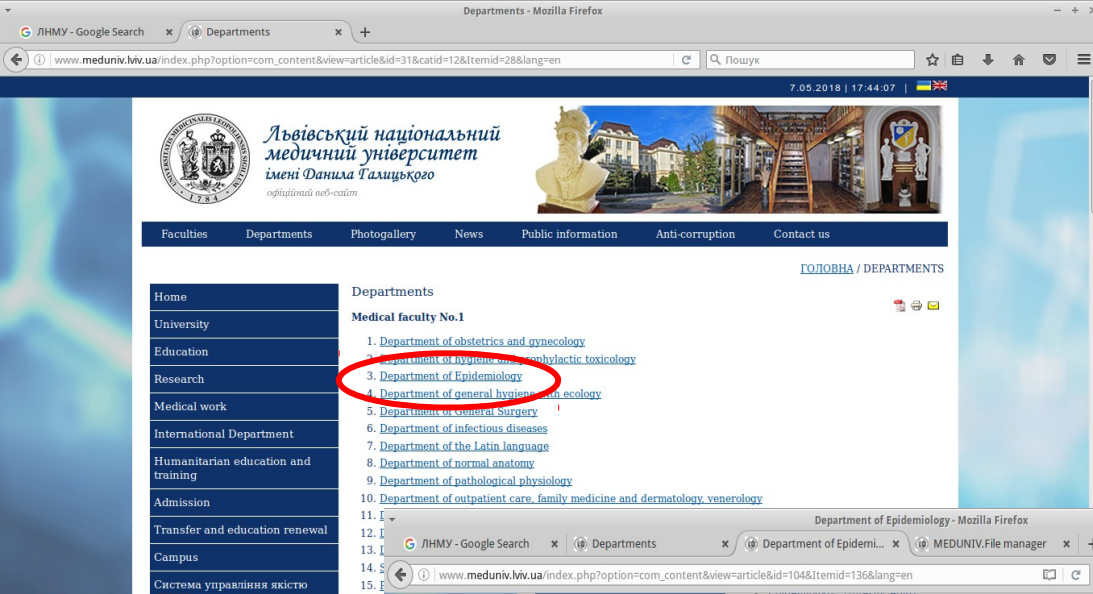 Departments - Mozilla Firefox
ЛНМУ - Google Search
Departments
www.meduniv.lviv.ua/index.php?option=com_content&view=article&id=31&catid=12&Itemid=28&lang=en
Пошук
7.05.2018 | 17:44:07 |
Львівський національний
медичний університет
імені Данила Галицького
офіційний веб-сайт
1784
Faculties Departments Photogallery News Public information Anti-corruption Contact us
ГОЛОВНА / DEPARTMENTS
Home
University
Education
Research
Medical work
International Department
Humanitarian education and
training
Admission
Transfer and education renewal
Campus
Система управління якістю
Departments
Medical faculty No.1
1. Department of obstetrics and gynecology
2. Department of hygiene and prophylactic toxicology
3. Department of Epidemiology
4. Department of general hygiene with ecology
5. Department of General Surgery
6. Department of infectious diseases
7. Department of the Latin language
8. Department of normal anatomy
9. Department of pathological physiology
10. Department of outpatient care, family medicine and dermatology, venerology
11.
12.
13.
14.
15.
Department of Epidemiology - Mozilla Firefox
ЛНМУ - Google Search
Departments
Department of Epidemi...
MEDUNIV.File manager
www.meduniv.lviv.ua/index.php?option=com_content&view=article&id=104&Itemid=136&lang=en